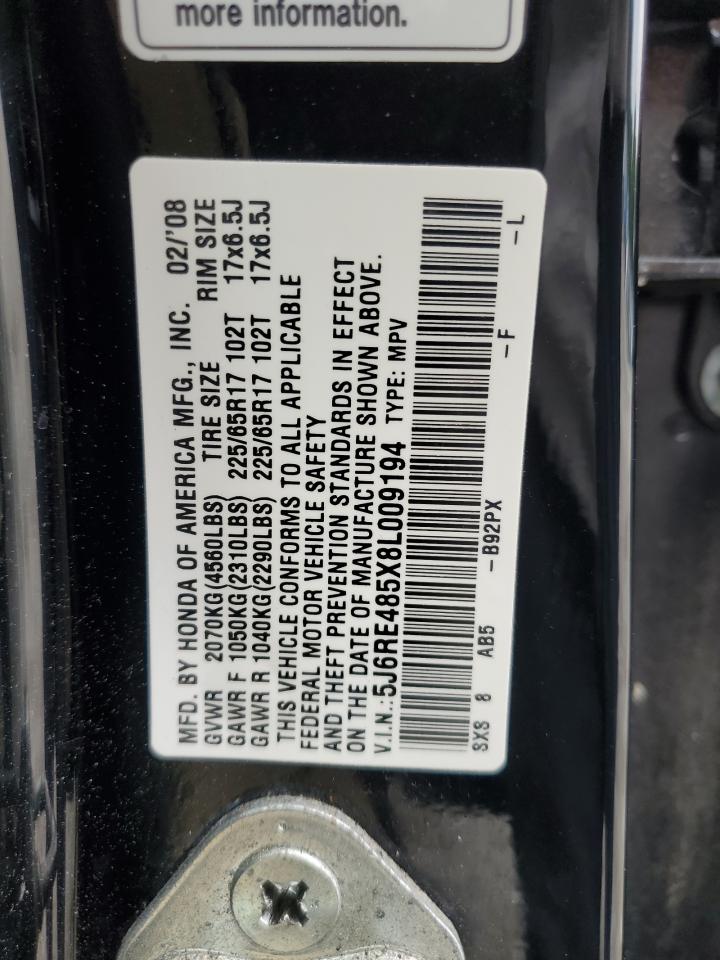 more information.
MFD. BY HONDA OF AMERICA MFG., INC. 02/'08
GVWR 2070KG(4560LBS) TIRE SIZE RIM SIZE
GAWR F 1050KG(2310LBS) 225/65R17 102T 17x6.5J
GAWR R 1040KG(2290LBS) 225/65R17 102T 17x6.5J
THIS VEHICLE CONFORMS TO ALL APPLICABLE
FEDERAL MOTOR VEHICLE SAFETY
AND THEFT PREVENTION STANDARDS IN EFFECT
ON THE DATE OF MANUFACTURE SHOWN ABOVE.
V.I.N.:5J6RE485X8L009194 TYPE: MPV
SXS 8 AB5 -B92PX -F -L